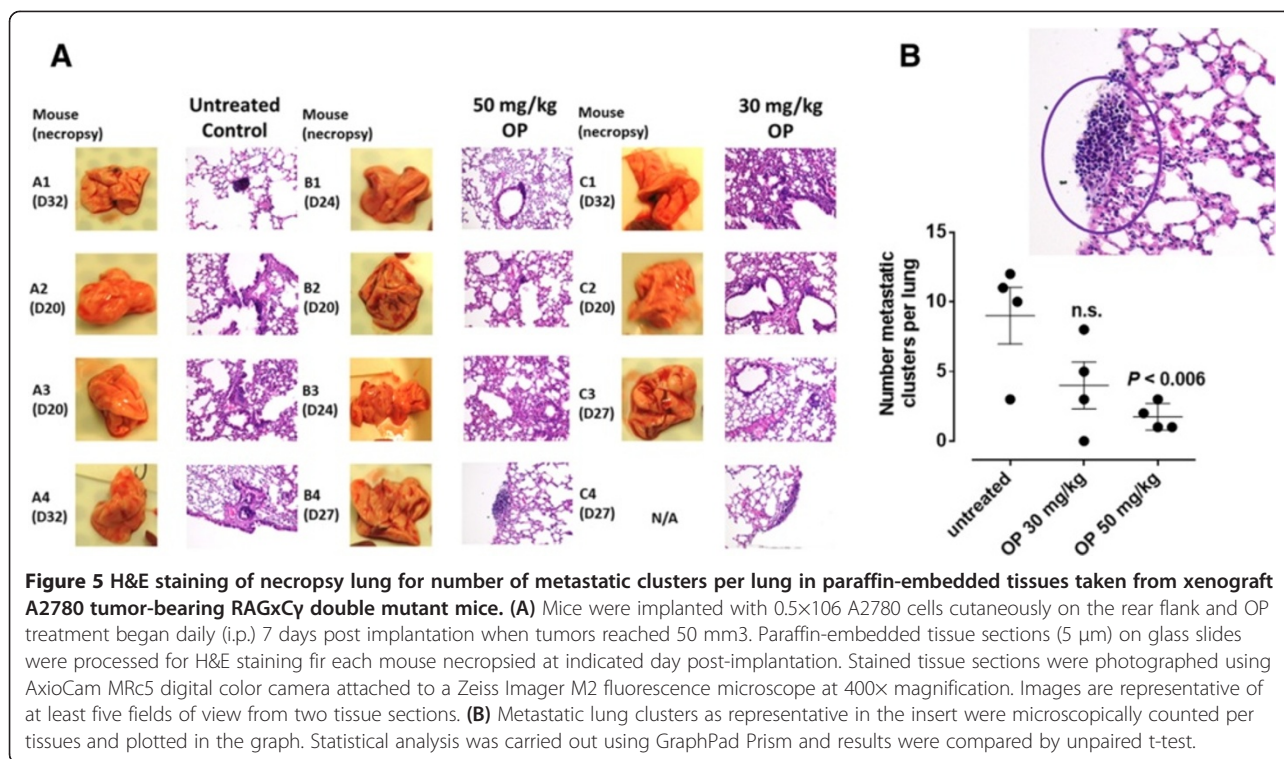 A
Mouse
(necropsy)
Untreated
Control
Mouse
(necropsy)
50 mg/kg
OP
Mouse
(necropsy)
30 mg/kg
OP
A1
(D32)
B1
(D24)
C1
(D32)
A2
(D20)
B2
(D20)
C2
(D20)
A3
(D20)
B3
(D24)
C3
(D27)
A4
(D32)
B4
(D27)
C4
(D27)
N/A
B
Number metastatic
clusters per lung
15
10
5
0
n.s.
P < 0.006
untreated
OP 30 mg/kg
OP 50 mg/kg
Figure 5 H&E staining of necropsy lung for number of metastatic clusters per lung in paraffin-embedded tissues taken from xenograft
A2780 tumor-bearing RAGxCγ double mutant mice. (A) Mice were implanted with 0.5×106 A2780 cells cutaneously on the rear flank and OP
treatment began daily (i.p.) 7 days post implantation when tumors reached 50 mm3. Paraffin-embedded tissue sections (5 μm) on glass slides
were processed for H&E staining fir each mouse necropsied at indicated day post-implantation. Stained tissue sections were photographed using
AxioCam MRc5 digital color camera attached to a Zeiss Imager M2 fluorescence microscope at 400× magnification. Images are representative of
at least five fields of view from two tissue sections. (B) Metastatic lung clusters as representative in the insert were microscopically counted per
tissues and plotted in the graph. Statistical analysis was carried out using GraphPad Prism and results were compared by unpaired t-test.